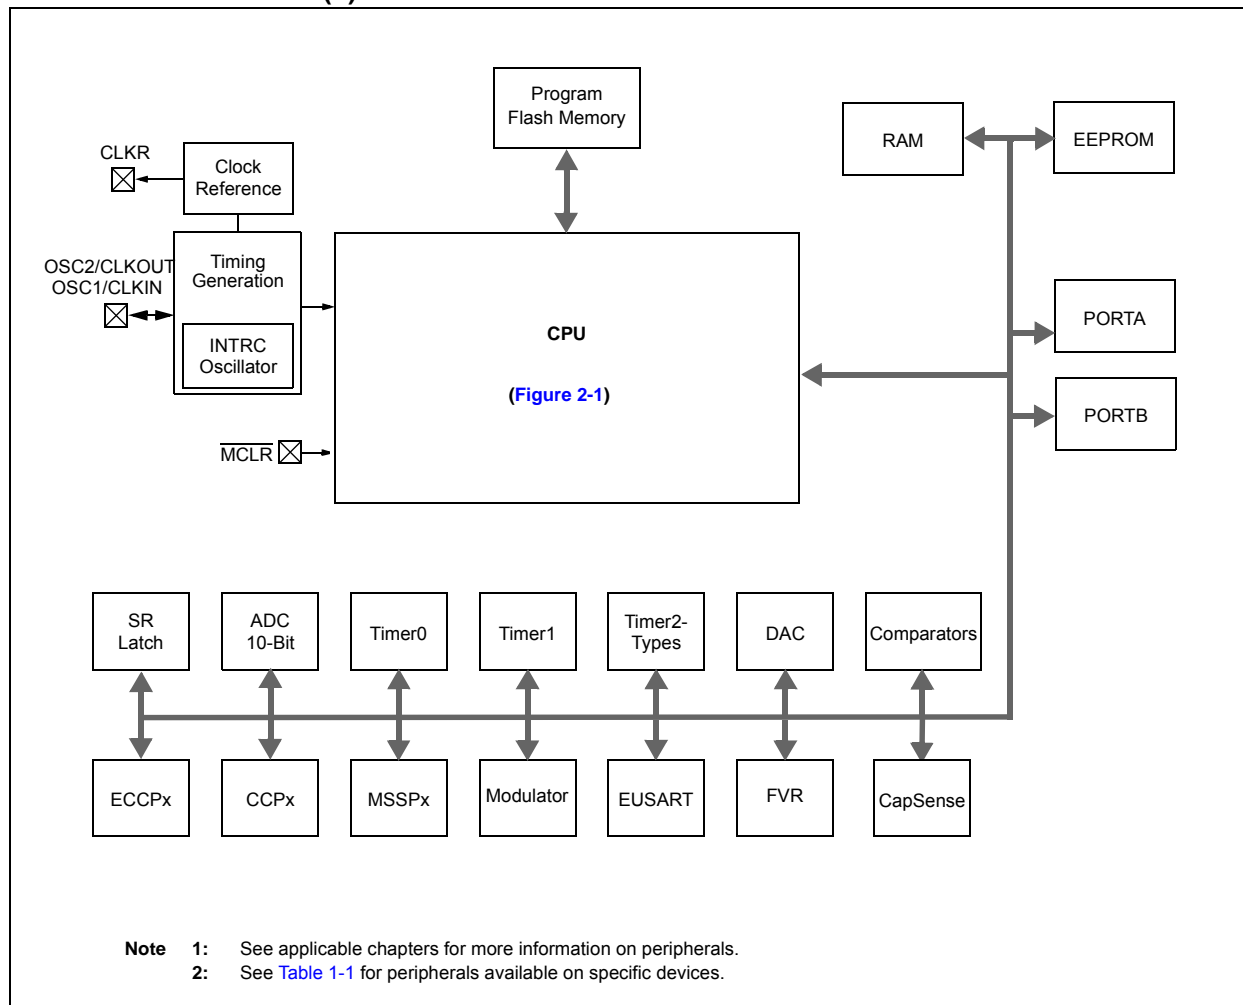 Program
Flash Memory
RAM
EEPROM
CLKR
Clock
Reference
OSC2/CLKOUT
OSC1/CLKIN
Timing
Generation
INTRC
Oscillator
CPU
(Figure 2-1)
PORTA
PORTB
MCLR
SR
Latch
ADC
10-Bit
Timer0
Timer1
Timer2-
Types
DAC
Comparators
ECCPx
CCPx
MSSPx
Modulator
EUSART
FVR
CapSense
Note 1: See applicable chapters for more information on peripherals.
2: See Table 1-1 for peripherals available on specific devices.